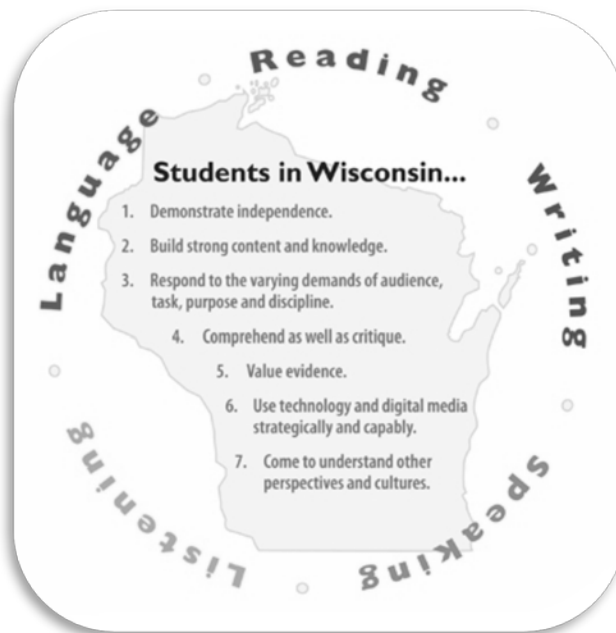 Reading
Writing
Speaking
Listening
Language
Students in Wisconsin...
1. Demonstrate independence.
2. Build strong content and knowledge.
3. Respond to the varying demands of audience,
task, purpose and discipline.
4. Comprehend as well as critique.
5. Value evidence.
6. Use technology and digital media
strategically and capably.
7. Come to understand other
perspectives and cultures.